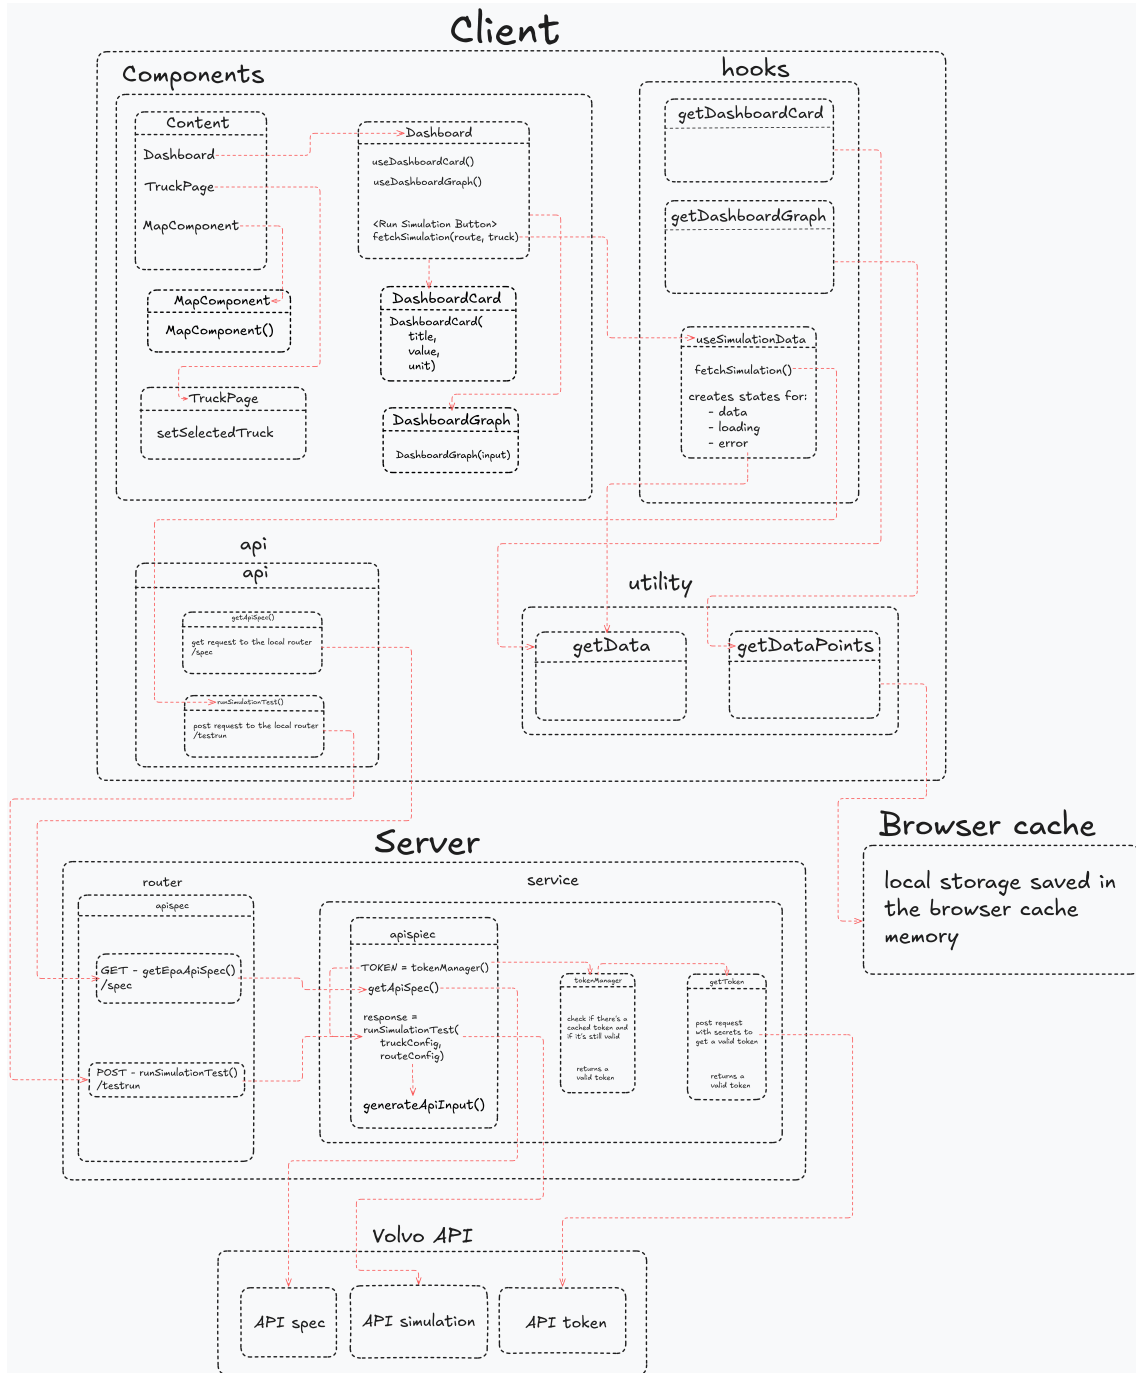 Client
Components
Content
Dashboard
TruckPage
MapComponent
MapComponent
MapComponent()
TruckPage
setSelectedTruck
Dashboard
useDashboardCard()
useDashboardGraph()
<Run Simulation Button>
fetchSimulation(route, truck)
DashboardCard
DashboardCard(
title,
value,
unit)
DashboardGraph
DashboardGraph(input)
hooks
getDashboardCard
getDashboardGraph
useSimulationData
fetchSimulation()
creates states for:
- data
- loading
- error
api
api
getApiSpec()
get request to the local router
/spec
runSimulationTest()
post request to the local router
/testrun
utility
getData
getDataPoints
Browser cache
local storage saved in
the browser cache
memory
Server
router
apispec
GET - getEpaApiSpec()
/spec
POST - runSimulationTest()
/testrun
service
apispiec
TOKEN = tokenManager()
getApiSpec()
response =
runSimulationTest(
truckConfig,
routeConfig)
generateApiInput()
tokenManager
check if there's a
cached token and
if it's still valid
returns a
valid token
getToken
post request
with secrets to
get a valid token
returns a
valid token
Volvo API
API spec
API simulation
API token